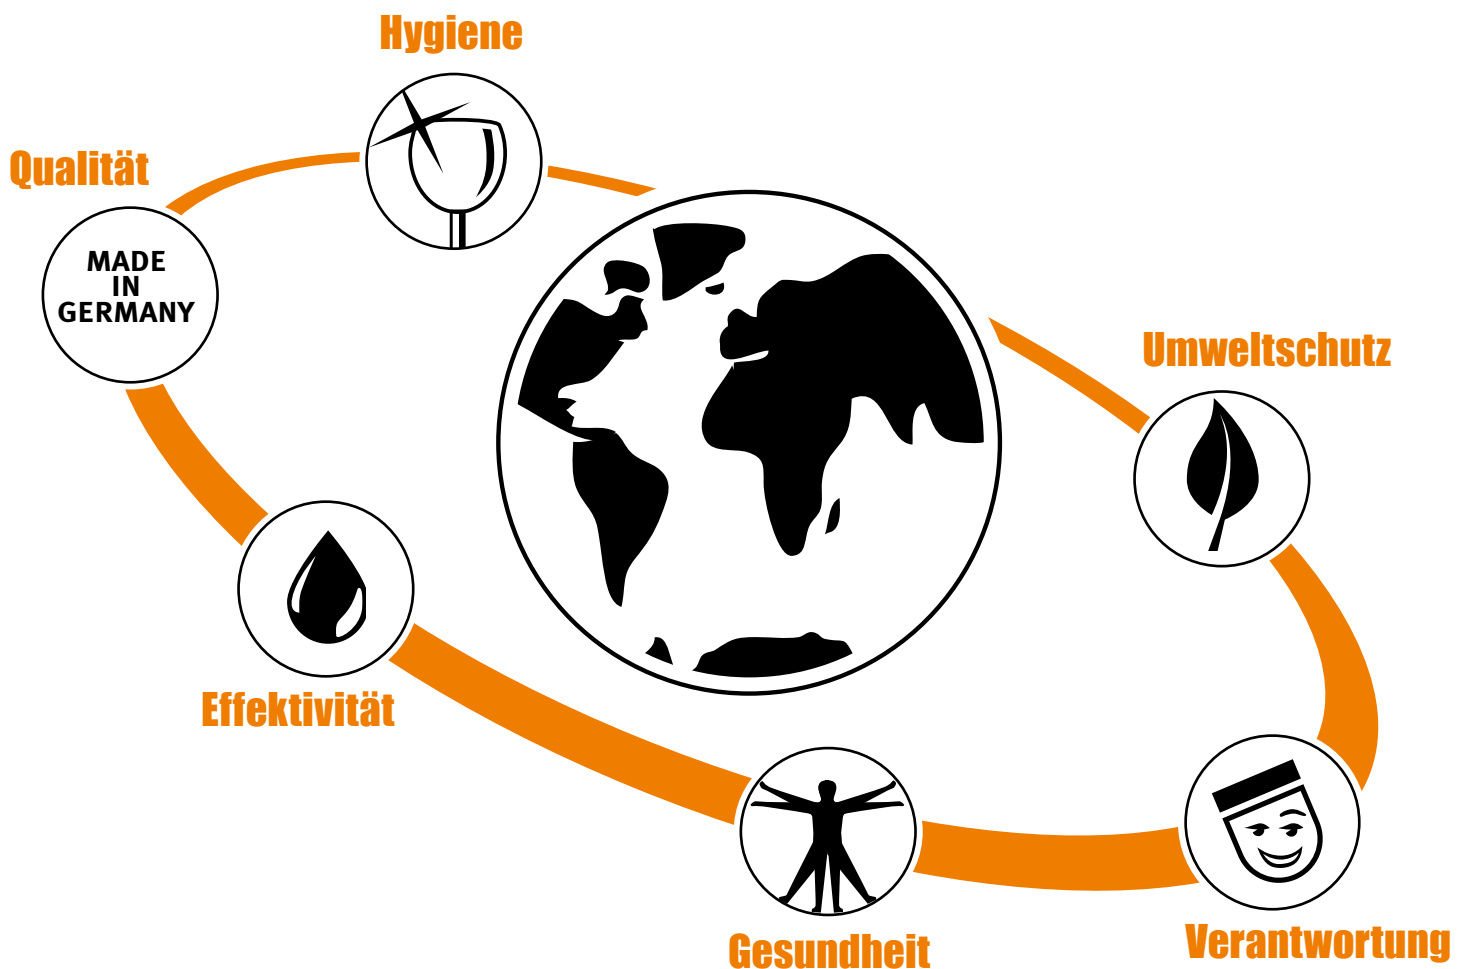 Hygiene
Qualität
MADE
IN
GERMANY
Umweltschutz
Effektivität
Gesundheit
Verantwortung